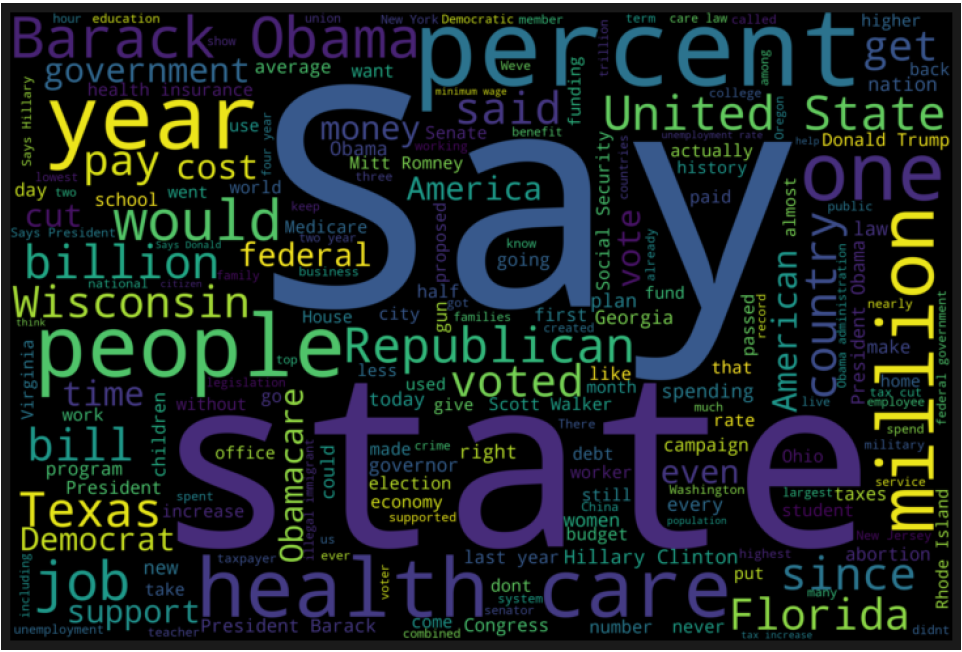 hour education union New York Democratic member term care law called higher
Barack Obama show percent trillion get
government average want Weve funding among back
health insurance minimum wage nation
Says Hillary year use four year money said Senate benefit college United State
Obama working unemployment rate Oregon help Donald Trump
lowest pay cost Mitt Romney three Say countries actually history one
day two school went world America Social Security paid almost public
cut would Medicare keep proposed vote country law
Says President Says Donald two year know already President Obama million
billion federal business going American Obama administration
national citizen family half got plan fund nearly
Wisconsin House city gun families first created Georgia passed record make
think people top Republican that federal government
Virginia time legislation less like home tax cut
go used voted month spending employee
work without today give Scott Walker much live
children There rate spend
bill office Obamacare state made crime right campaign Ohio military
program illegal immigrant could governor debt worker even service
President election still Washington largest taxes
spent economy China every student
Texas increase supported women population New Jersey
Democrat us budget abortion Rhode Island
including new taxpayer ever last year Hillary Clinton highest
job take health care voter dont put since
support system senator many
President Barack come Congress number never Florida
unemployment teacher combined tax increase didnt